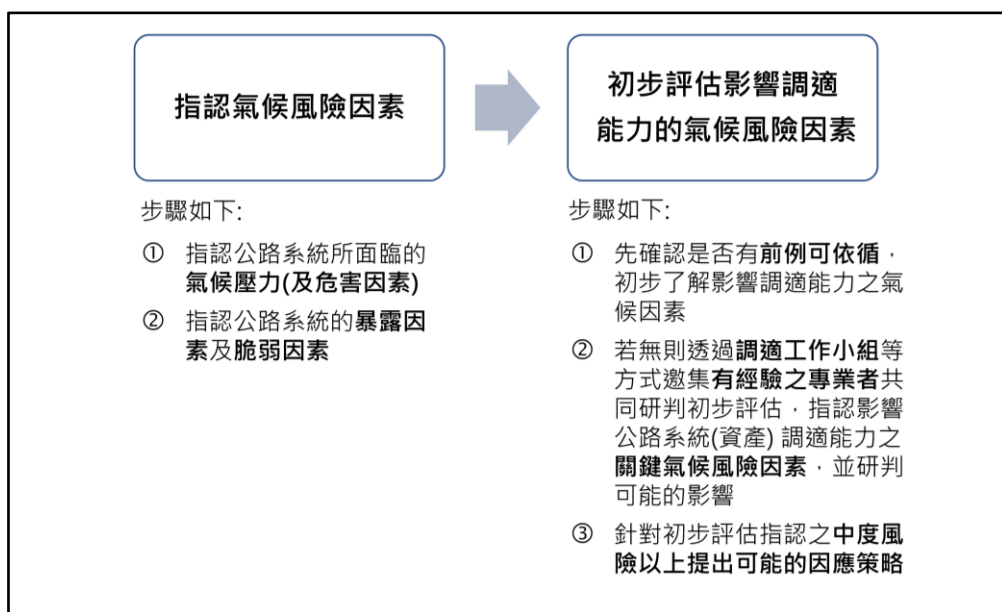 指認氣候風險因素
步驟如下:
① 指認公路系統所面臨的
氣候壓力(及危害因素)
② 指認公路系統的暴露因
素及脆弱因素
初步評估影響調適
能力的氣候風險因素
步驟如下:
① 先確認是否有前例可依循，
初步了解影響調適能力之氣
候因素
② 若無則透過調適工作小組等
方式邀集有經驗之專業者共
同研判初步評估，指認影響
公路系統(資產) 調適能力之
關鍵氣候風險因素，並研判
可能的影響
③ 針對初步評估指認之中度風
險以上提出可能的因應策略